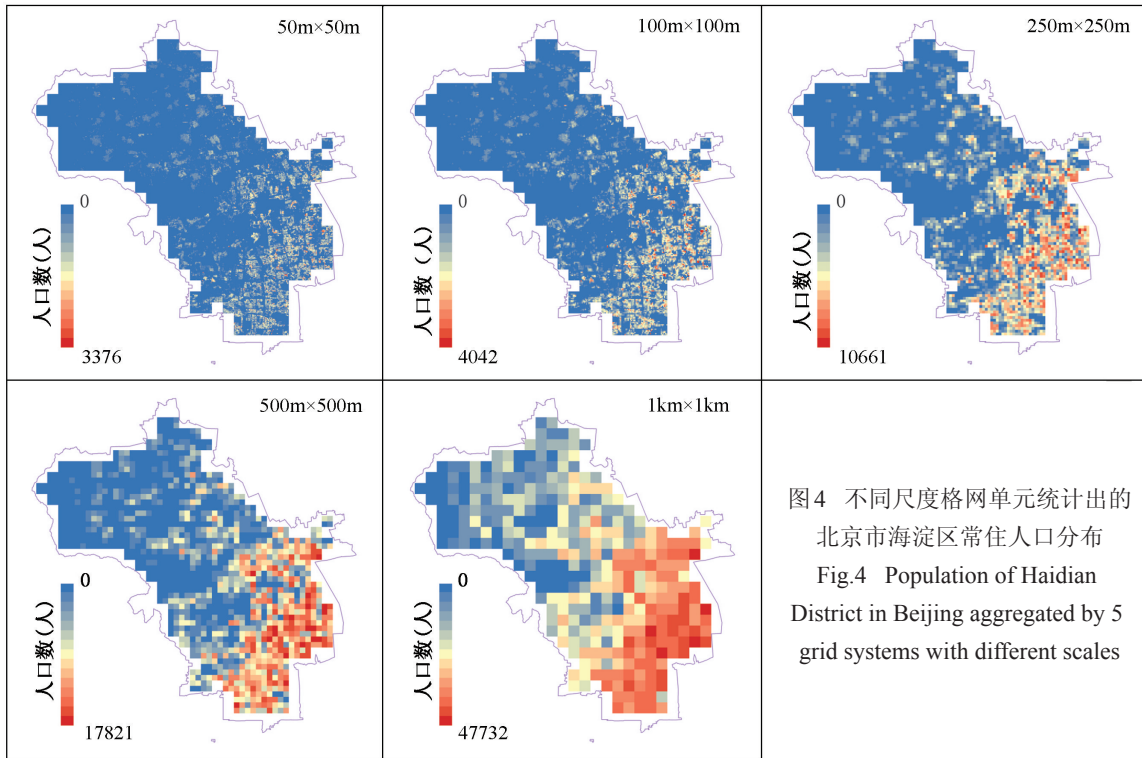 50m×50m
0
人口数(人)
3376
100m×100m
0
人口数(人)
4042
250m×250m
0
人口数(人)
10661
500m×500m
0
人口数(人)
17821
1km×1km
0
人口数(人)
47732
图4 不同尺度格网单元统计出的
北京市海淀区常住人口分布
Fig.4 Population of Haidian
District in Beijing aggregated by 5
grid systems with different scales